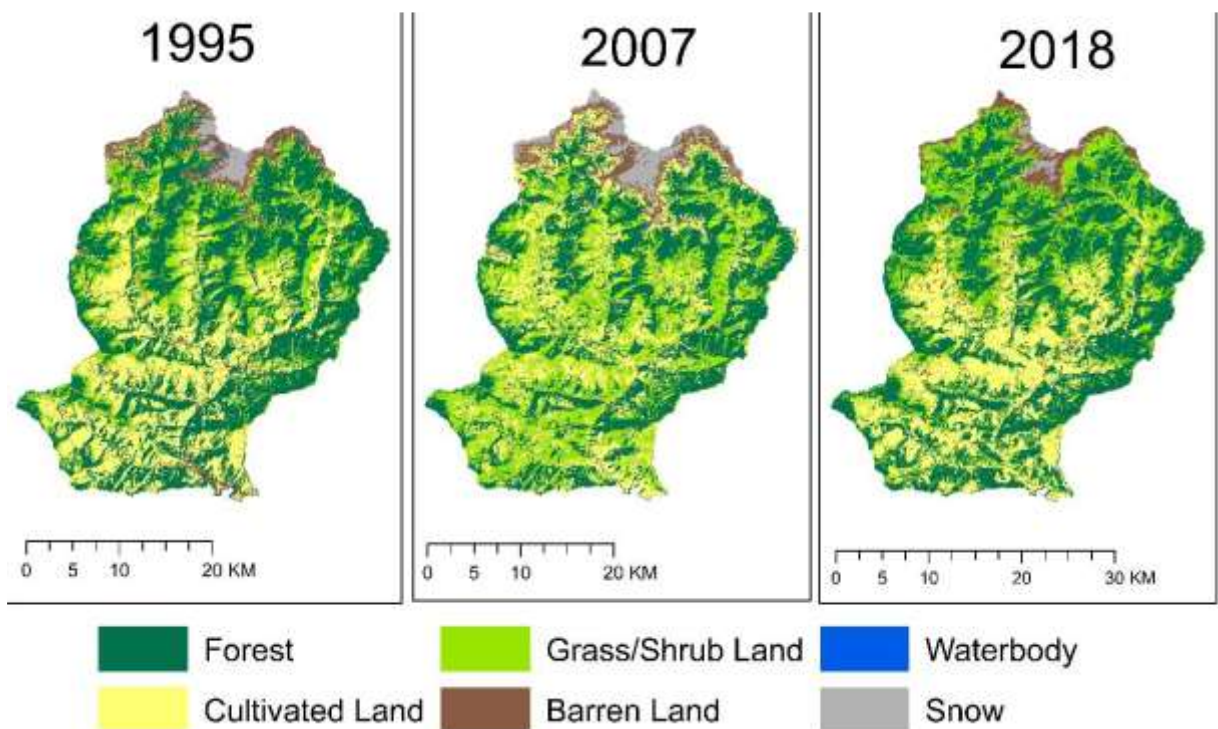 1995
2007
2018
0 5 10 20 KM
0 5 10 20 KM
0 5 10 20 30 KM
Forest
Grass/Shrub Land
Waterbody
Cultivated Land
Barren Land
Snow